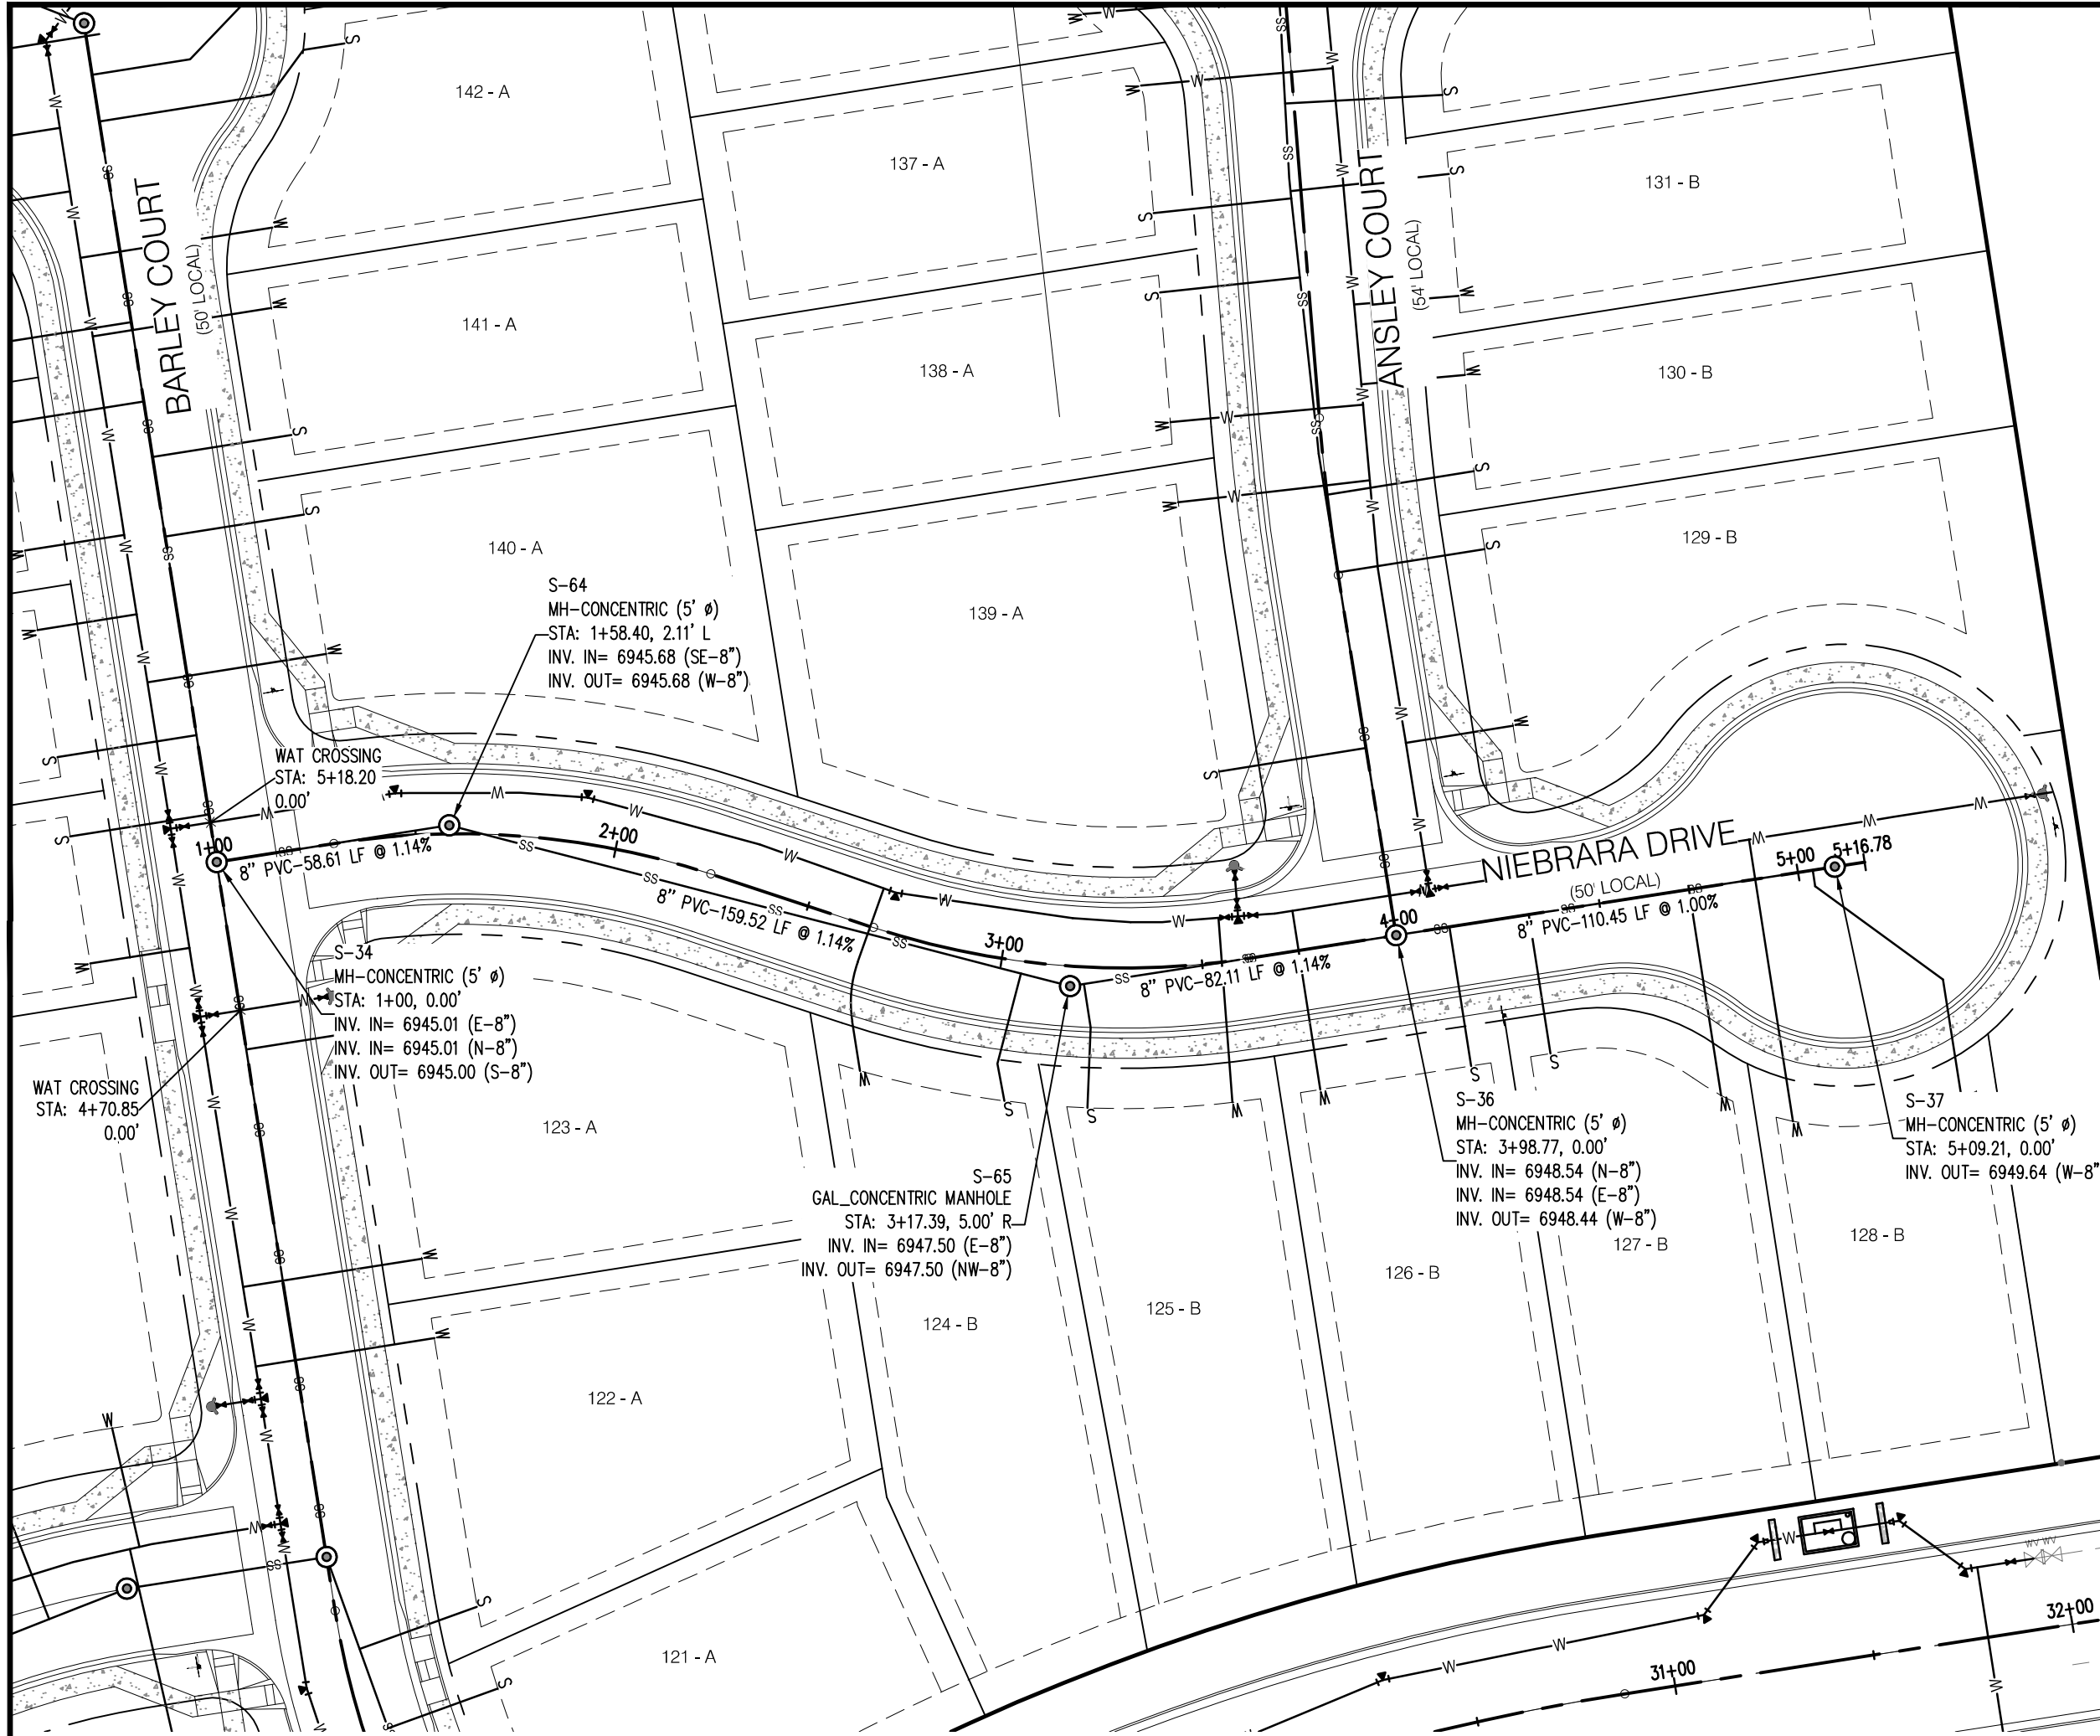 142 - A
137 - A
131 - B
BARLEY COURT
(50' LOCAL)
ANSLEY COURT
(54' LOCAL)
141 - A
138 - A
130 - B
140 - A
139 - A
129 - B
S-64
MH-CONCENTRIC (5' ø)
STA: 1+58.40, 2.11' L
INV. IN= 6945.68 (SE-8")
INV. OUT= 6945.68 (W-8")
WAT CROSSING
STA: 5+18.20
0.00'
1+00
8" PVC-58.61 LF @ 1.14%
2+00
8" PVC-159.52 LF @ 1.14%
3+00
8" PVC-82.11 LF @ 1.14%
4+00
NIEBRARA DRIVE
(50' LOCAL)
8" PVC-110.45 LF @ 1.00%
5+00
5+16.78
S-34
MH-CONCENTRIC (5' ø)
STA: 1+00, 0.00'
INV. IN= 6945.01 (E-8")
INV. IN= 6945.01 (N-8")
INV. OUT= 6945.00 (S-8")
WAT CROSSING
STA: 4+70.85
0.00'
123 - A
S-65
GAL_CONCENTRIC MANHOLE
STA: 3+17.39, 5.00' R
INV. IN= 6947.50 (E-8")
INV. OUT= 6947.50 (NW-8")
S-36
MH-CONCENTRIC (5' ø)
STA: 3+98.77, 0.00'
INV. IN= 6948.54 (N-8")
INV. IN= 6948.54 (E-8")
INV. OUT= 6948.44 (W-8")
S-37
MH-CONCENTRIC (5' ø)
STA: 5+09.21, 0.00'
INV. OUT= 6949.64 (W-8"
127 - B
128 - B
126 - B
125 - B
124 - B
122 - A
121 - A
WV WV
31+00
32+00